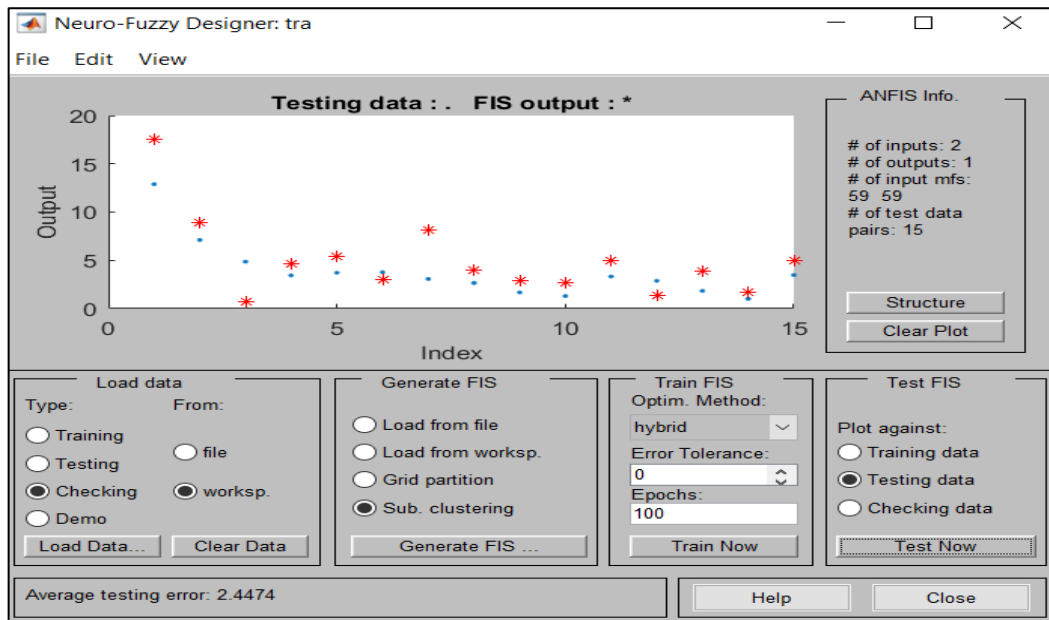 Neuro-Fuzzy Designer: tra
File Edit View
Testing data : .   FIS output : *
Output
20
15
10
5
0
0
5
10
15
Index
ANFIS Info.
# of inputs: 2
# of outputs: 1
# of input mfs:
59 59
# of test data
pairs: 15
Structure
Clear Plot
Load data
Type:
From:
Training
Testing
Checking
Demo
file
worksp.
Load Data...
Clear Data
Generate FIS
Load from file
Load from worksp.
Grid partition
Sub. clustering
Generate FIS ...
Train FIS
Optim. Method:
hybrid
Error Tolerance:
0
Epochs:
100
Train Now
Test FIS
Plot against:
Training data
Testing data
Checking data
Test Now
Average testing error: 2.4474
Help
Close